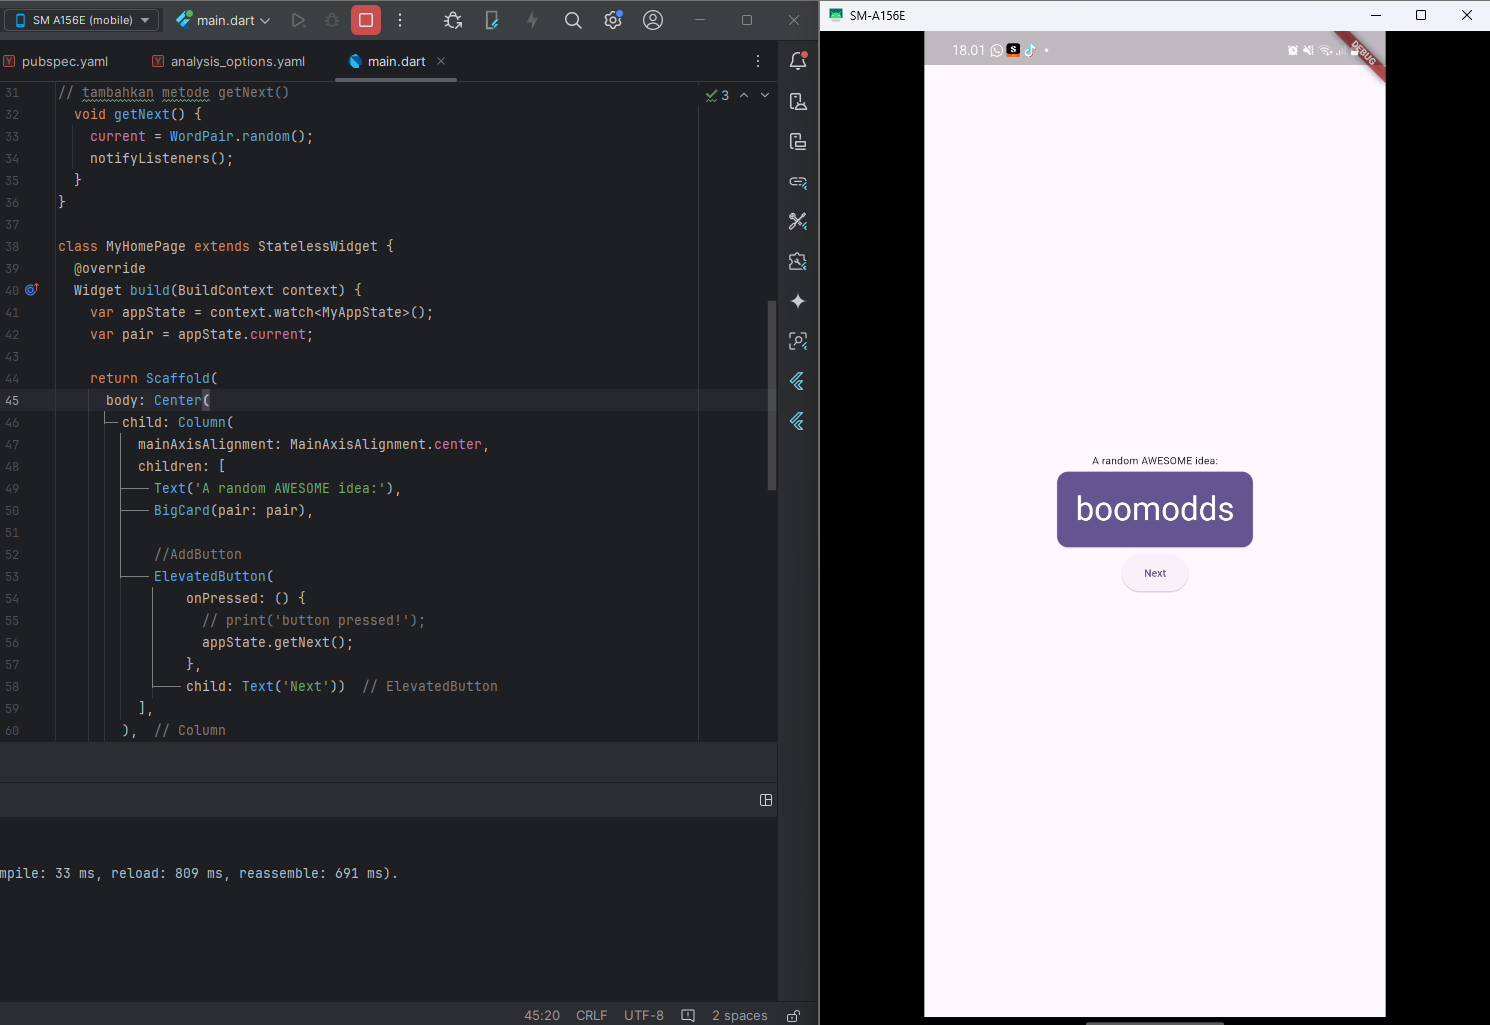 SM A156E (mobile)
main.dart
pubspec.yaml
analysis_options.yaml
main.dart
3
31 // tambahkan metode getNext()
32 void getNext() {
33 current = WordPair.random();
34 notifyListeners();
35 }
36 }
37
38 class MyHomePage extends StatelessWidget {
39 @override
40 Widget build(BuildContext context) {
41 var appState = context.watch<MyAppState>();
42 var pair = appState.current;
43
44 return Scaffold(
45 body: Center(
46 child: Column(
47 mainAxisAlignment: MainAxisAlignment.center,
48 children: [
49 Text('A random AWESOME idea:'),
50 BigCard(pair: pair),
51
52 //AddButton
53 ElevatedButton(
54 onPressed: () {
55 // print('button pressed!');
56 appState.getNext();
57 },
58 child: Text('Next')) // ElevatedButton
59 ],
60 ), // Column
mpile: 33 ms, reload: 809 ms, reassemble: 691 ms).
45:20 CRLF UTF-8 2 spaces
SM-A156E
18.01
DEBUG
A random AWESOME idea:
boomodds
Next